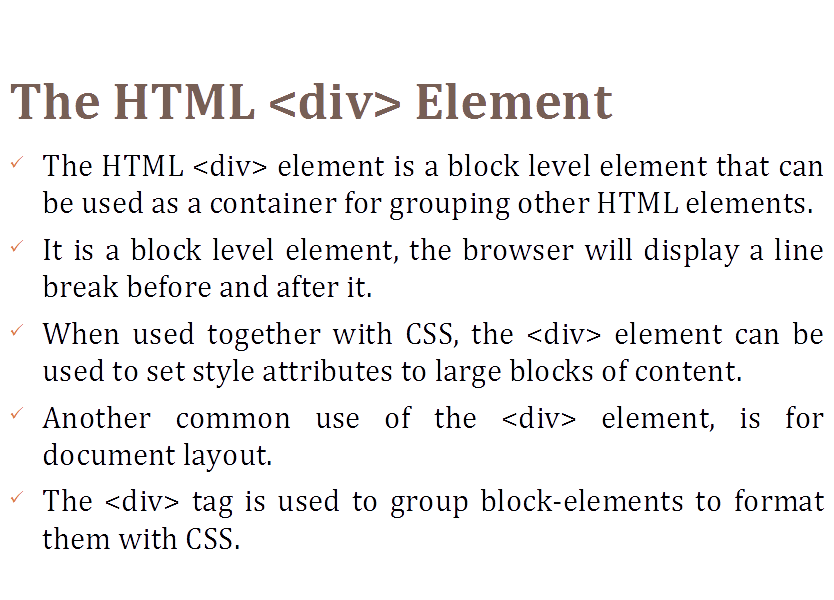 The HTML <div> Element
The HTML <div> element is a block level element that can
be used as a container for grouping other HTML elements.
It is a block level element, the browser will display a line
break before and after it.
When used together with CSS, the <div> element can be
used to set style attributes to large blocks of content.
Another common use of the <div> element, is for
document layout.
The <div> tag is used to group block-elements to format
them with CSS.